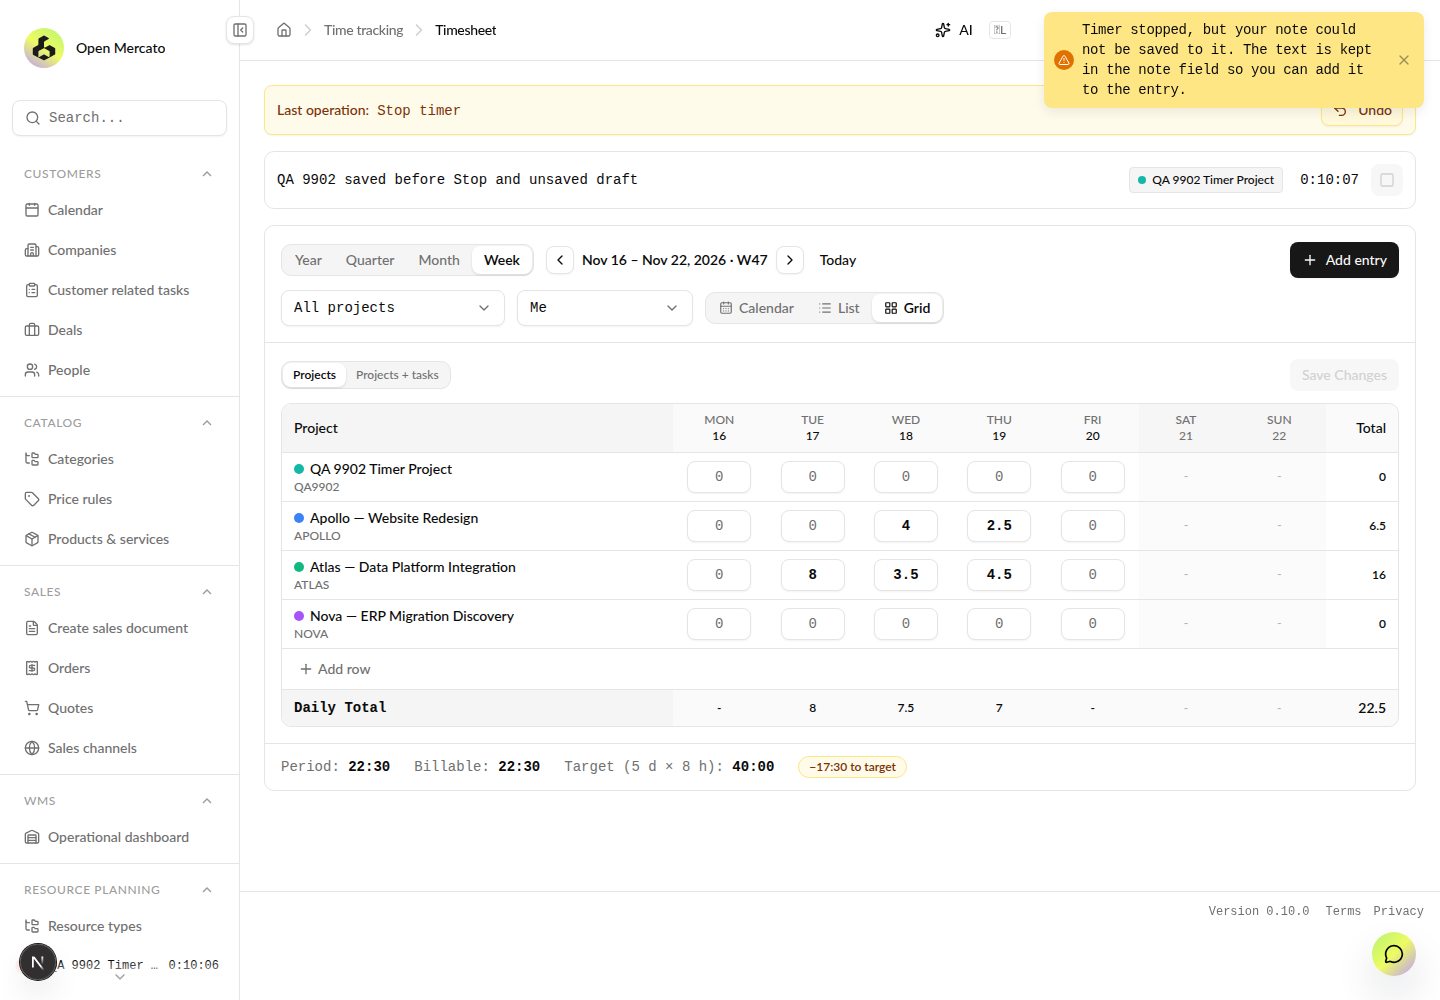 Open Mercato
Search...
CUSTOMERS
Calendar
Companies
Customer related tasks
Deals
People
CATALOG
Categories
Price rules
Products & services
SALES
Create sales document
Orders
Quotes
Sales channels
WMS
Operational dashboard
RESOURCE PLANNING
Resource types
N
A 9902 Timer … 0:10:06
Time tracking
Timesheet
AI
L
Timer stopped, but your note could
not be saved to it. The text is kept
in the note field so you can add it
to the entry.
Last operation: Stop timer
Undo
QA 9902 saved before Stop and unsaved draft
QA 9902 Timer Project
0:10:07
Year Quarter Month Week
Nov 16 – Nov 22, 2026 · W47
Today
+ Add entry
All projects
Me
Calendar List Grid
Projects Projects + tasks
Save Changes
Project MON 16 TUE 17 WED 18 THU 19 FRI 20 SAT 21 SUN 22 Total
QA 9902 Timer Project 0 0 0 0 0 - - 0
QA9902
Apollo — Website Redesign 0 0 4 2.5 0 - - 6.5
APOLLO
Atlas — Data Platform Integration 0 8 3.5 4.5 0 - - 16
ATLAS
Nova — ERP Migration Discovery 0 0 0 0 0 - - 0
NOVA
+ Add row
Daily Total - 8 7.5 7 - - - 22.5
Period: 22:30 Billable: 22:30 Target (5 d × 8 h): 40:00 −17:30 to target
Version 0.10.0 Terms Privacy